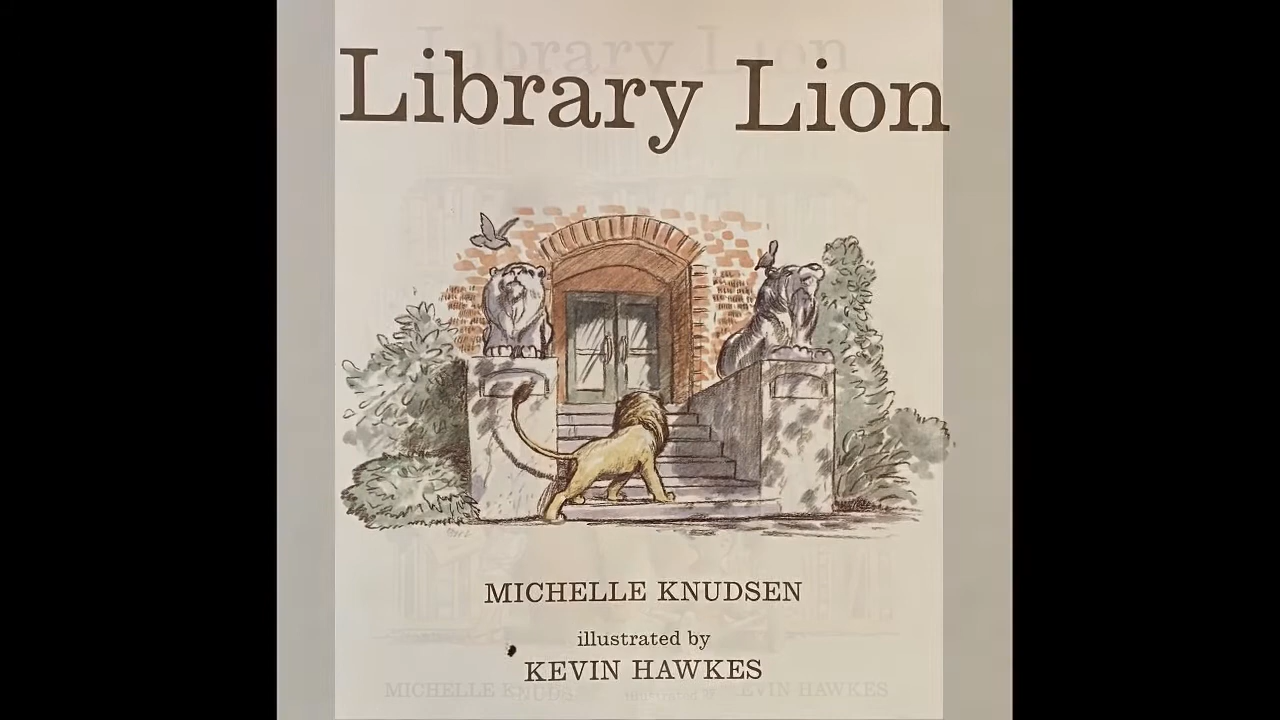 Library Lion
MICHELLE KNUDSEN
illustrated by
KEVIN HAWKES